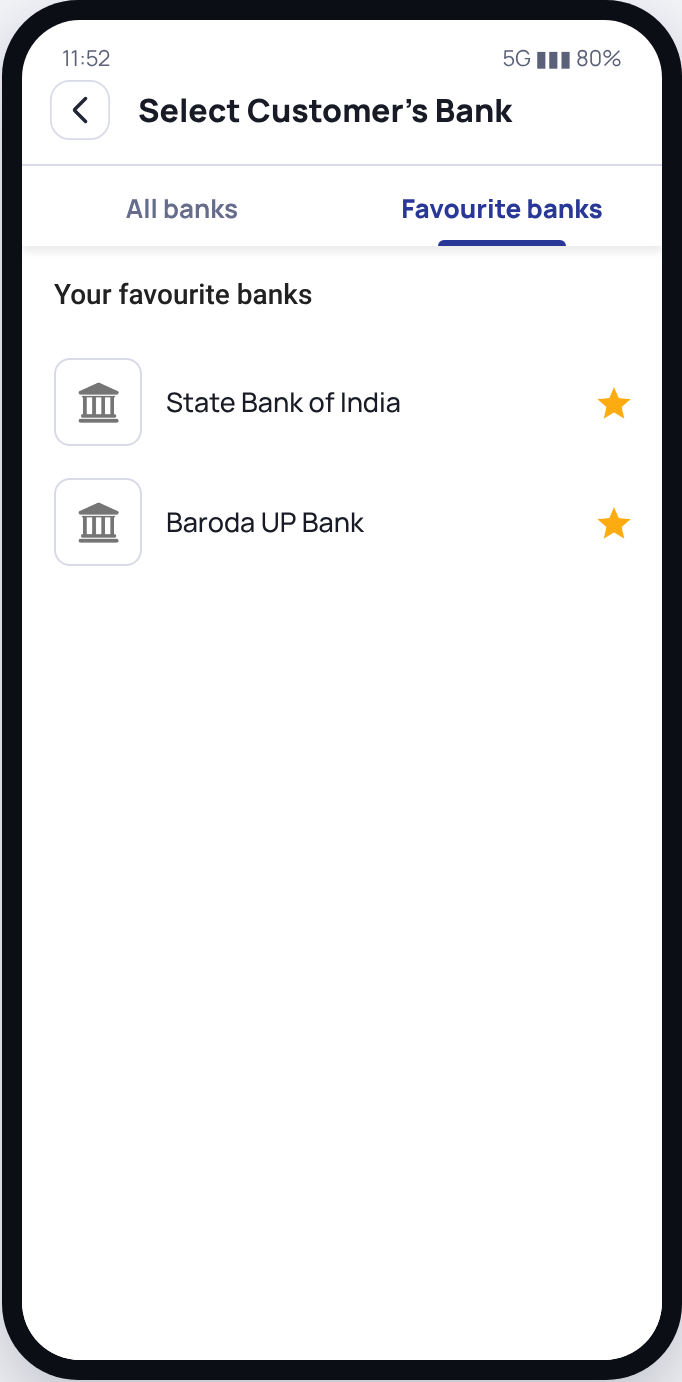 11:52 5G 80%
Select Customer’s Bank
All banks Favourite banks
Your favourite banks
State Bank of India
Baroda UP Bank